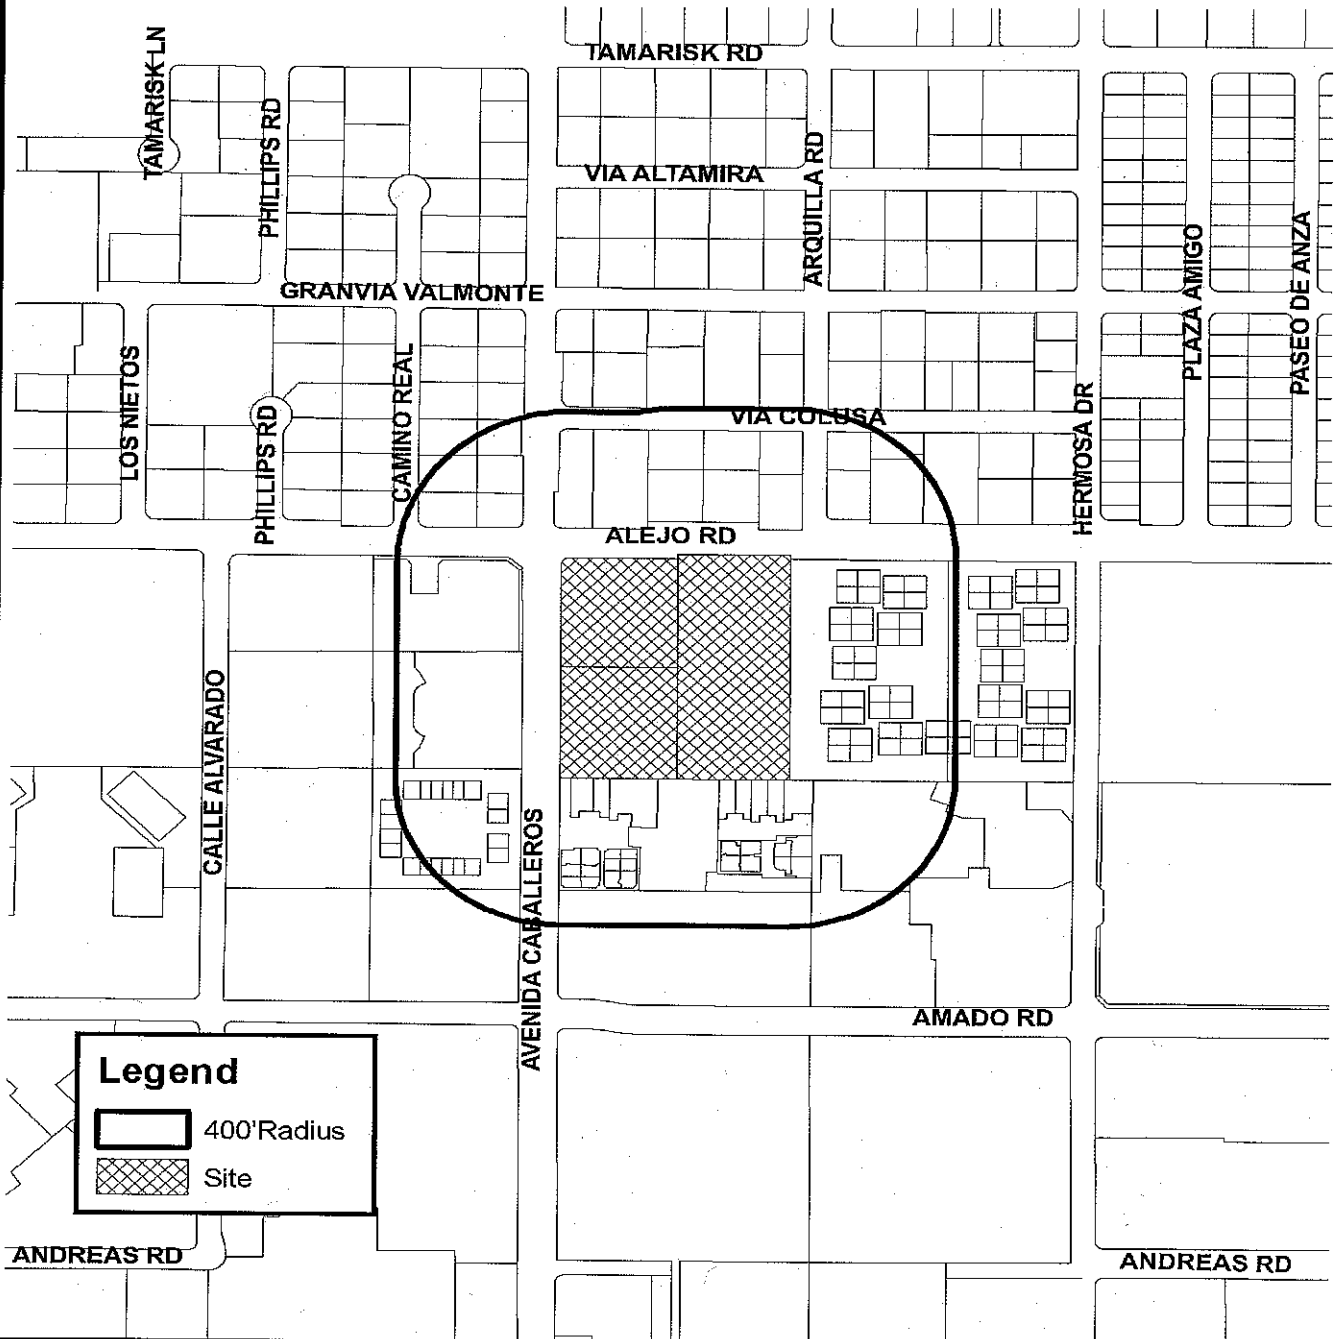 TAMARISK LN
TAMARISK RD
PHILLIPS RD
VIA ALTAMIRA
ARQUILLA RD
PLAZA AMIGO
PASEO DE ANZA
GRANVIA VALMONTE
LOS NIETOS
CAMINO REAL
PHILLIPS RD
VIA COLUSA
HERMOSA DR
ALEJO RD
CALLE ALVARADO
AVENIDA CABALLEROS
AMADO RD
Legend
400'Radius
Site
ANDREAS RD
ANDREAS RD